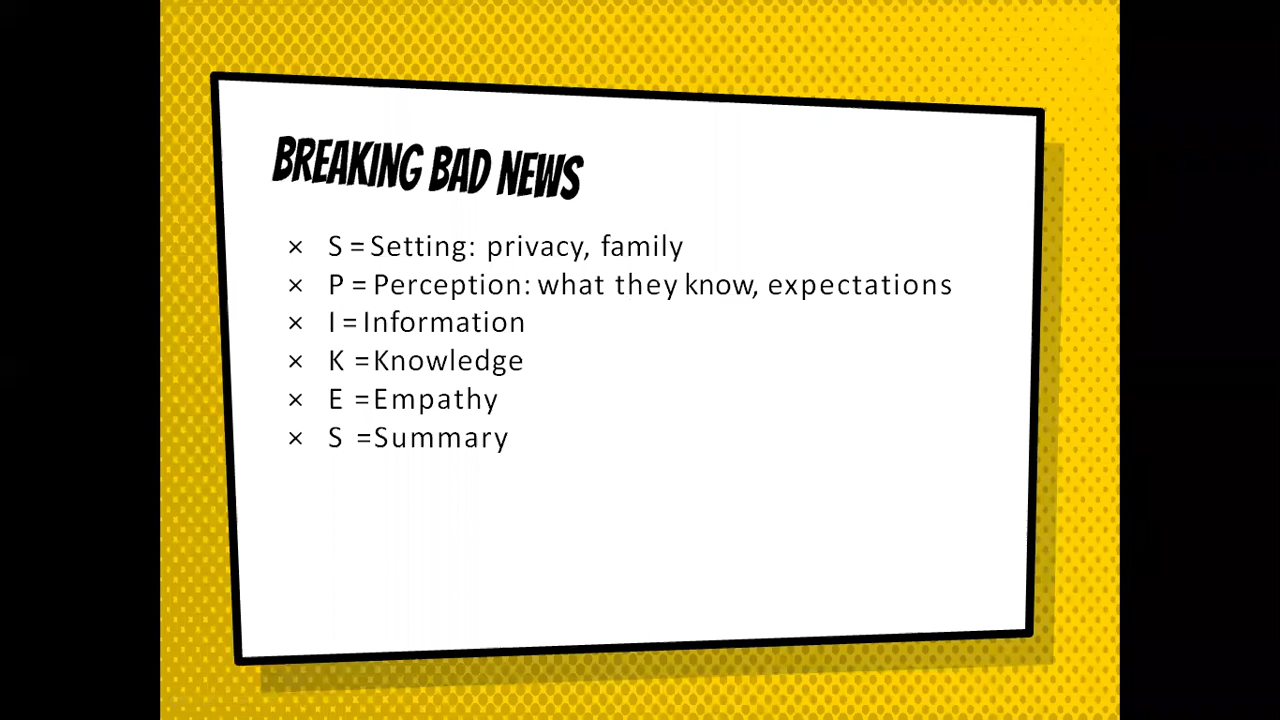 BREAKING BAD NEWS
× S = Setting: privacy, family
× P = Perception: what they know, expectations
× I = Information
× K =Knowledge
× E =Empathy
× S =Summary